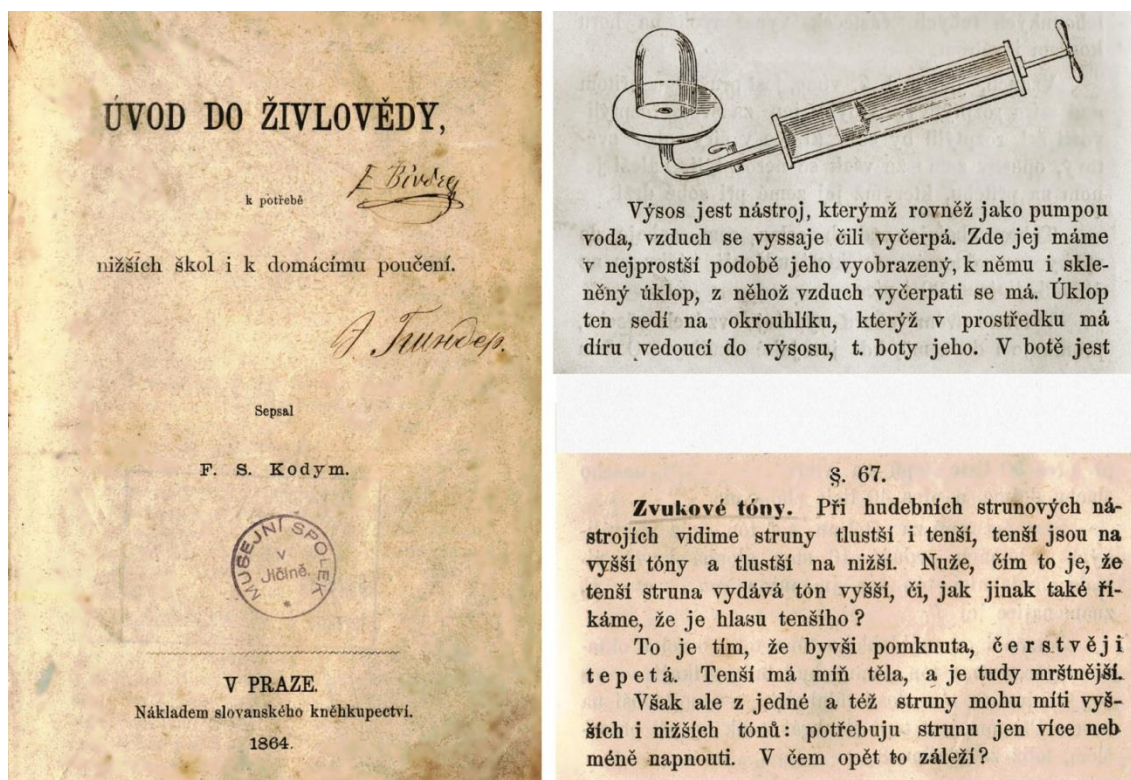 ÚVOD DO ŽIVLOVĚDY,
k potřebě
nižších škol i k domácímu poučení.
Sepsal
F. S. Kodym.
MUSEJNÍ SPOLEK
v
Jičíně.
V PRAZE.
Nákladem slovanského kněhkupectví.
1864.
Výsos jest nástroj, kterýmž rovněž jako pumpou
voda, vzduch se vyssaje čili vyčerpá. Zde jej máme
v nejprostší podobě jeho vyobrazený, k němu i skle-
něný úklop, z něhož vzduch vyčerpati se má. Úklop
ten sedí na okrouhlíku, kterýž v prostředku má
díru vedoucí do výsosu, t. boty jeho. V botě jest
§. 67.
Zvukové tóny. Při hudebních strunových ná-
strojích vidime struny tlustší i tenší, tenší jsou na
vyšší tóny a tlustší na nižší. Nuže, čím to je, že
tenší struna vydává tón vyšší, či, jak jinak také ří-
káme, že je hlasu tenšího?
To je tím, že byvši pomknuta, čerstvěji
tepetá. Tenší má míň těla, a je tudy mrštnější.
Však ale z jedné a též struny mohu míti vyš-
ších i nižších tónů: potřebuju strunu jen více neb
méně napnouti. V čem opět to záleží?